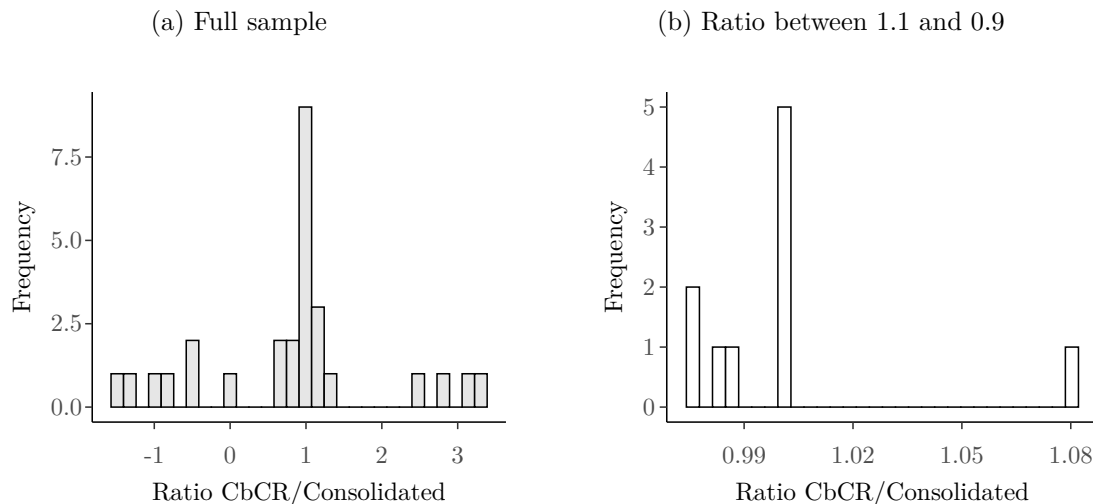 (a) Full sample
(b) Ratio between 1.1 and 0.9
Frequency
7.5
5.0
2.5
0.0
-1 0 1 2 3
Ratio CbCR/Consolidated
Frequency
5
4
3
2
1
0
0.99 1.02 1.05 1.08
Ratio CbCR/Consolidated